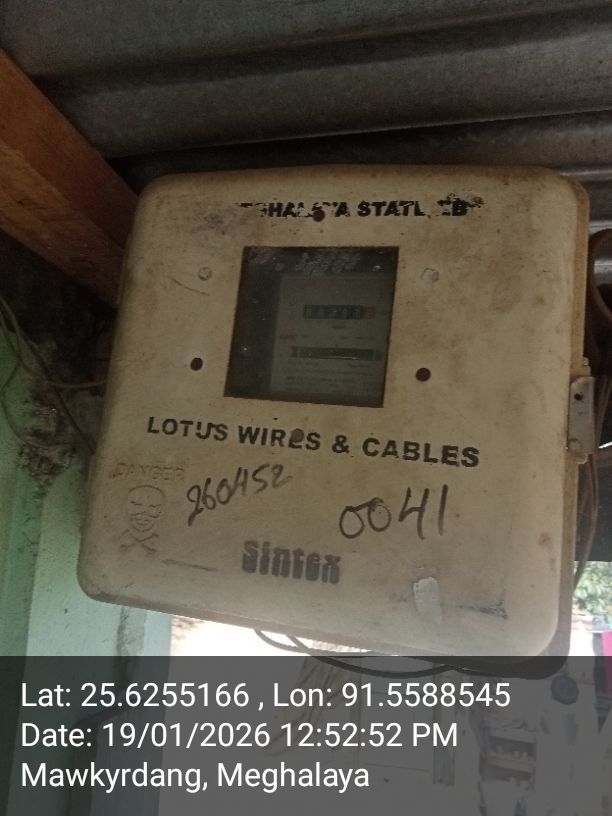 LOTUS WIRES & CABLES
DANGER
260452
0041
Sintex
Lat: 25.6255166 , Lon: 91.5588545
Date: 19/01/2026 12:52:52 PM
Mawkyrdang, Meghalaya